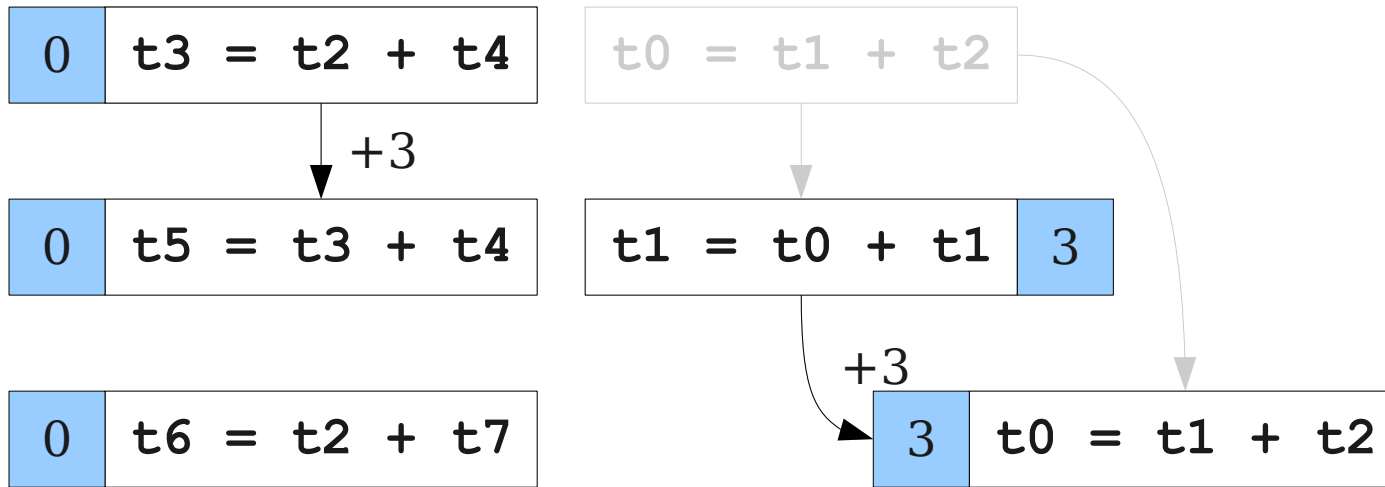 0 t3 = t2 + t4 t0 = t1 + t2
+3
0 t5 = t3 + t4 t1 = t0 + t1 3
+3
0 t6 = t2 + t7 3 t0 = t1 + t2